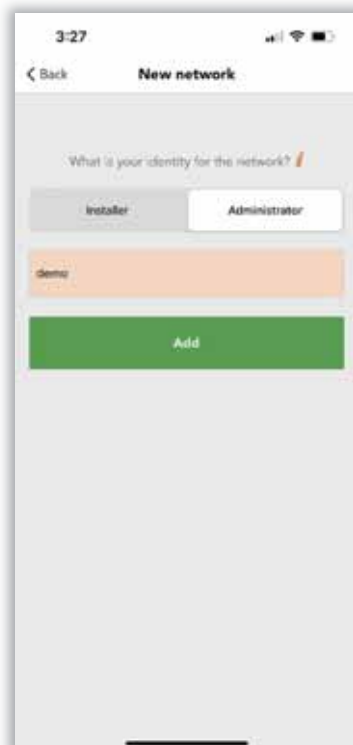 3:27
Back New network
What is your identity for the network? i
Installer Administrator
demo
Add